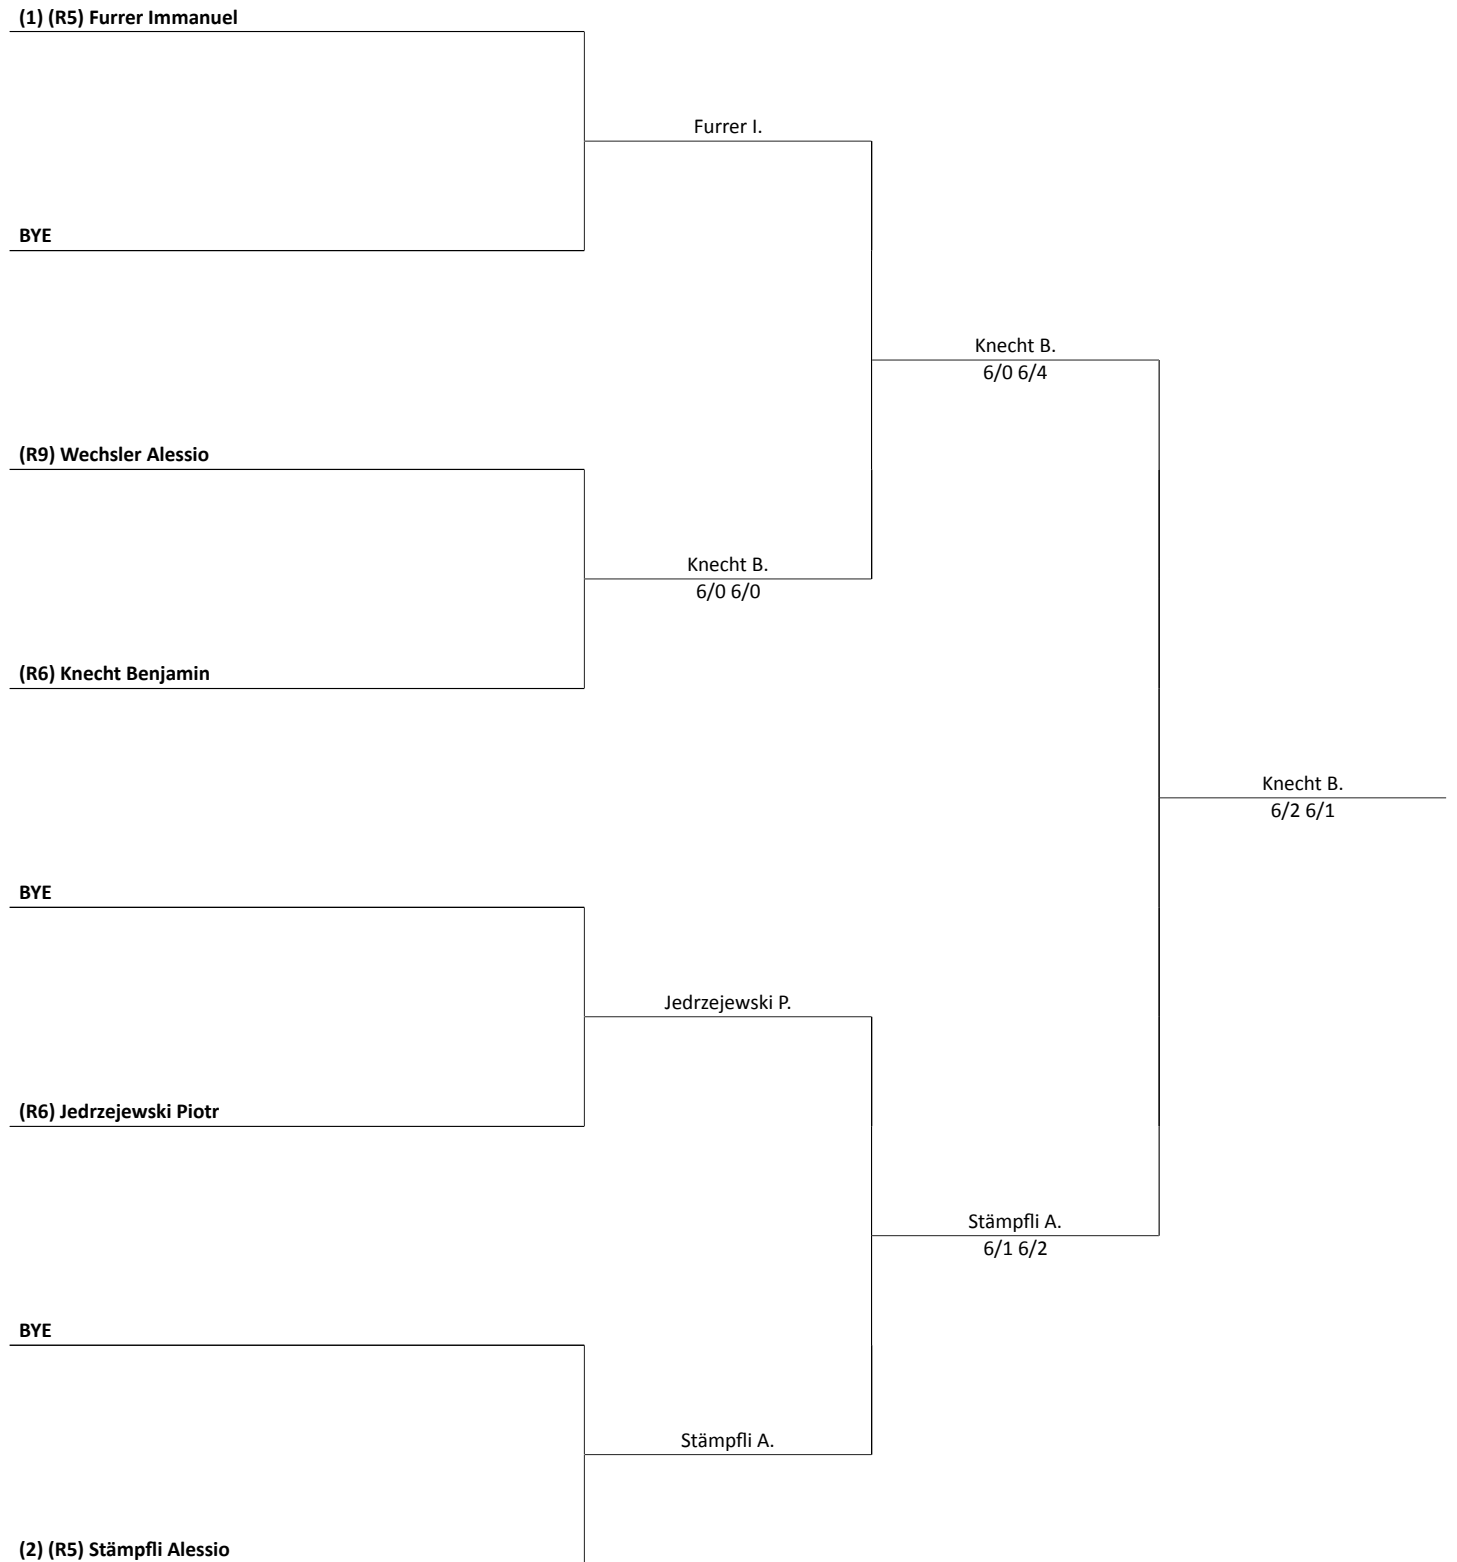 (1) (R5) Furrer Immanuel
Furrer I.
BYE
Knecht B.
6/0 6/4
(R9) Wechsler Alessio
Knecht B.
6/0 6/0
(R6) Knecht Benjamin
Knecht B.
6/2 6/1
BYE
Jedrzejewski P.
(R6) Jedrzejewski Piotr
Stämpfli A.
6/1 6/2
BYE
Stämpfli A.
(2) (R5) Stämpfli Alessio